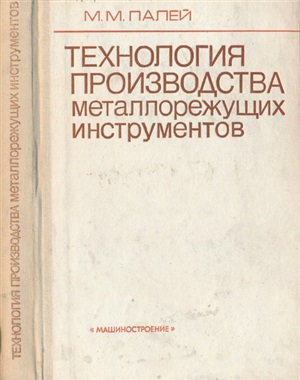 М. М. ПАЛЕЙ
ТЕХНОЛОГИЯ
ПРОИЗВОДСТВА
металлорежущих
инструментов
« МАШИНОСТРОЕНИЕ »
ТЕХНОЛОГИЯ ПРОИЗВОДСТВА металлорежущих инструментов